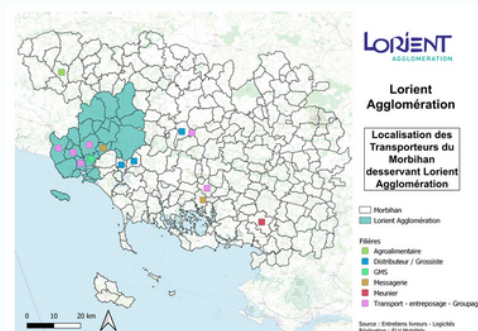 LORIENT
AGGLOMÉRATION
Lorient
Agglomération
Localisation des
Transporteurs du
Morbihan
desservant Lorient
Agglomération
Morbihan
Lorient Agglomération
Filières
Agroalimentaire
Distributeur / Grossiste
GMS
Messagerie
Meunier
Transport - entreposage - Groupag
0 10 20 km
Source : Entretiens livreurs - Logicités